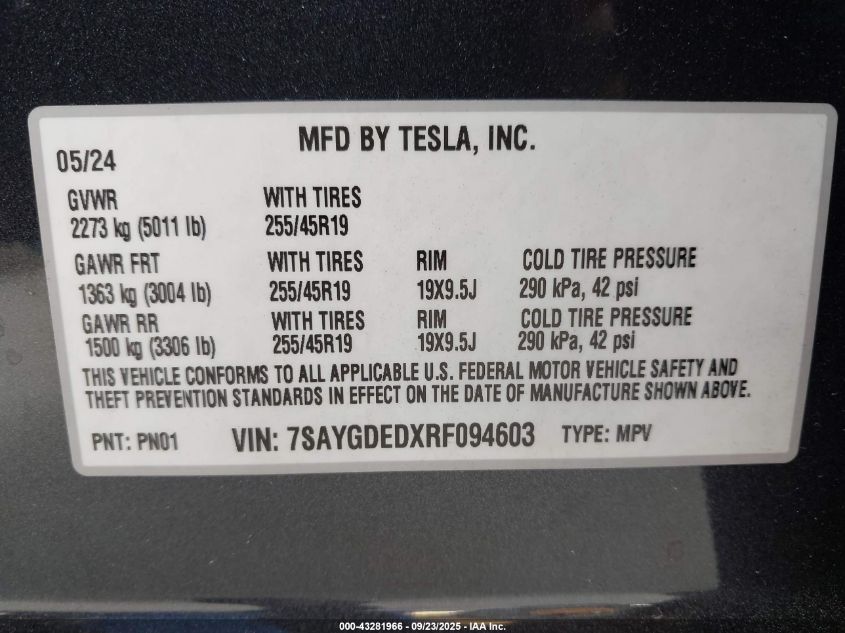 MFD BY TESLA, INC.
05/24
GVWR WITH TIRES
2273 kg (5011 lb) 255/45R19
GAWR FRT WITH TIRES RIM COLD TIRE PRESSURE
1363 kg (3004 lb) 255/45R19 19X9.5J 290 kPa, 42 psi
GAWR RR WITH TIRES RIM COLD TIRE PRESSURE
1500 kg (3306 lb) 255/45R19 19X9.5J 290 kPa, 42 psi
THIS VEHICLE CONFORMS TO ALL APPLICABLE U.S. FEDERAL MOTOR VEHICLE SAFETY AND
THEFT PREVENTION STANDARDS IN EFFECT ON THE DATE OF MANUFACTURE SHOWN ABOVE.
PNT: PN01 VIN: 7SAYGDEDXRF094603 TYPE: MPV
000-43281966 - 09/23/2025 - IAA Inc.